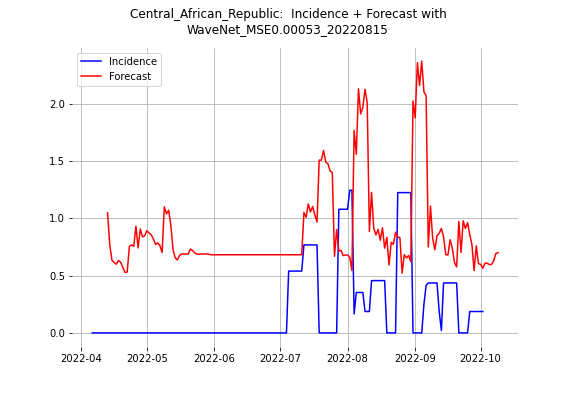 Central_African_Republic:  Incidence + Forecast with
WaveNet_MSE0.00053_20220815
Incidence
Forecast
2.0
1.5
1.0
0.5
0.0
2022-04 2022-05 2022-06 2022-07 2022-08 2022-09 2022-10